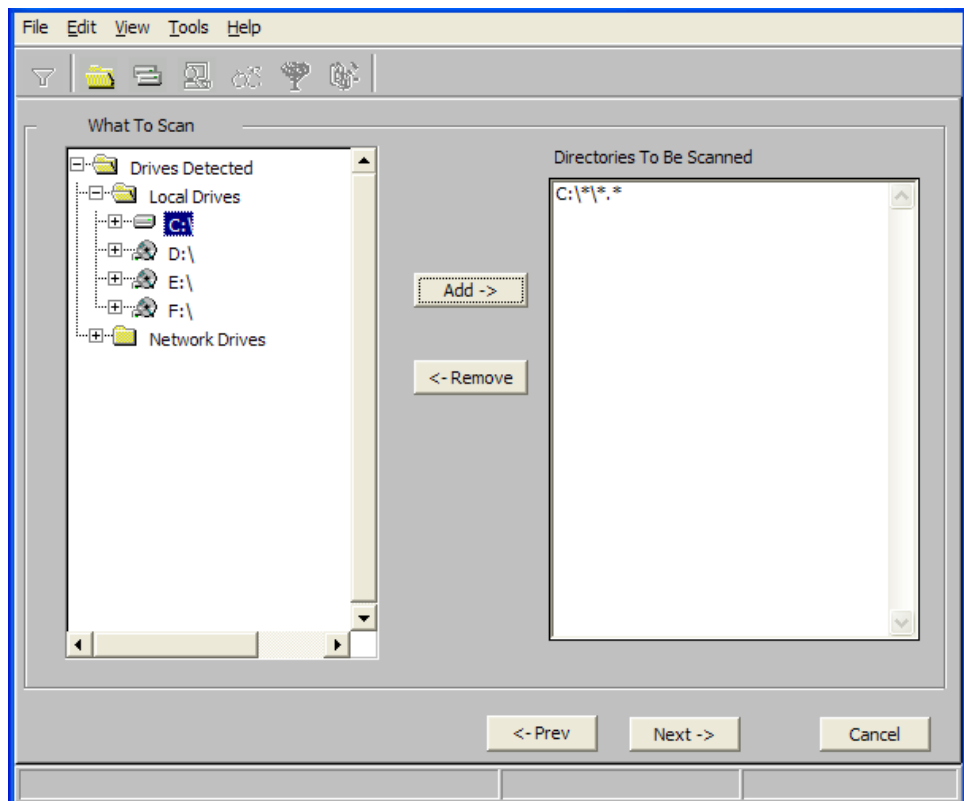 File Edit View Tools Help
What To Scan
Drives Detected
Local Drives
C:\
D:\
E:\
F:\
Network Drives
Add ->
<- Remove
Directories To Be Scanned
C:\*\*.*
<- Prev Next -> Cancel